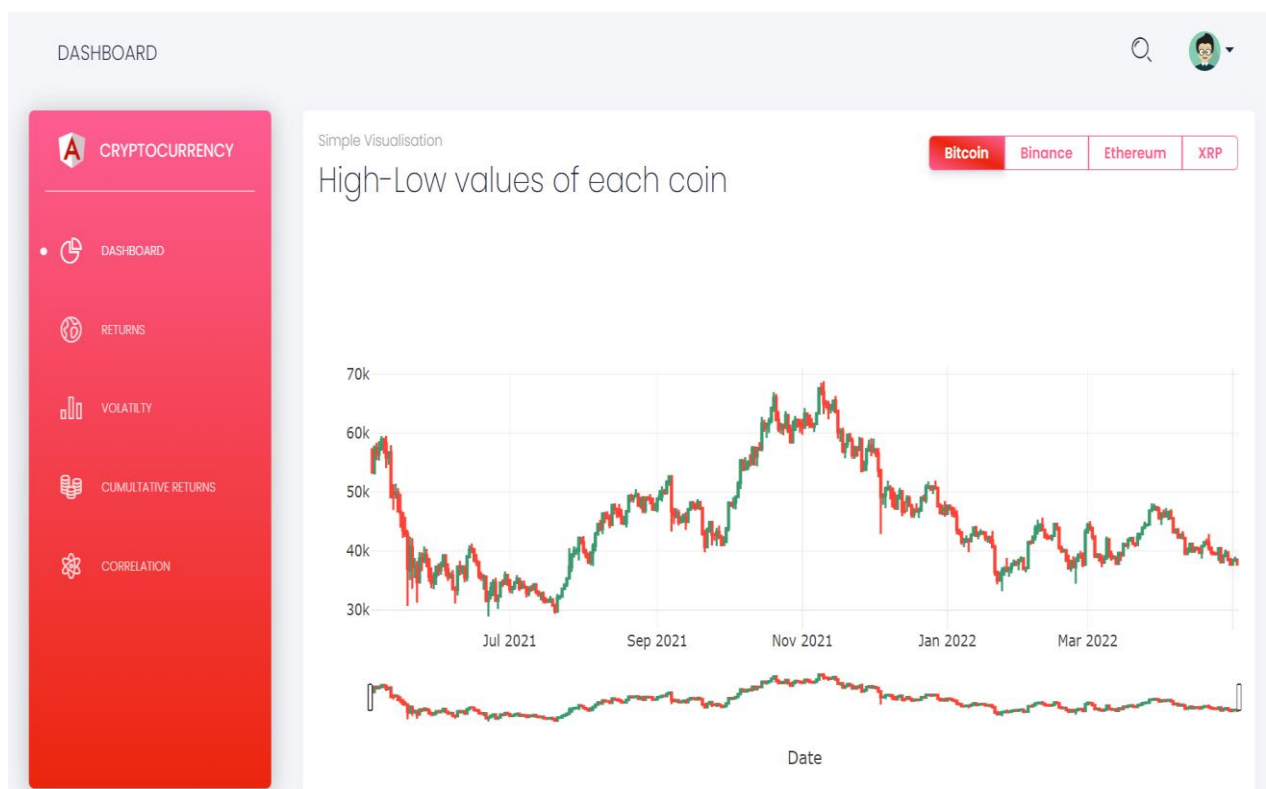 DASHBOARD
A CRYPTOCURRENCY
DASHBOARD
RETURNS
VOLATILTY
CUMULTATIVE RETURNS
CORRELATION
Simple Visualisation
High-Low values of each coin
Bitcoin Binance Ethereum XRP
70k
60k
50k
40k
30k
Jul 2021 Sep 2021 Nov 2021 Jan 2022 Mar 2022
Date